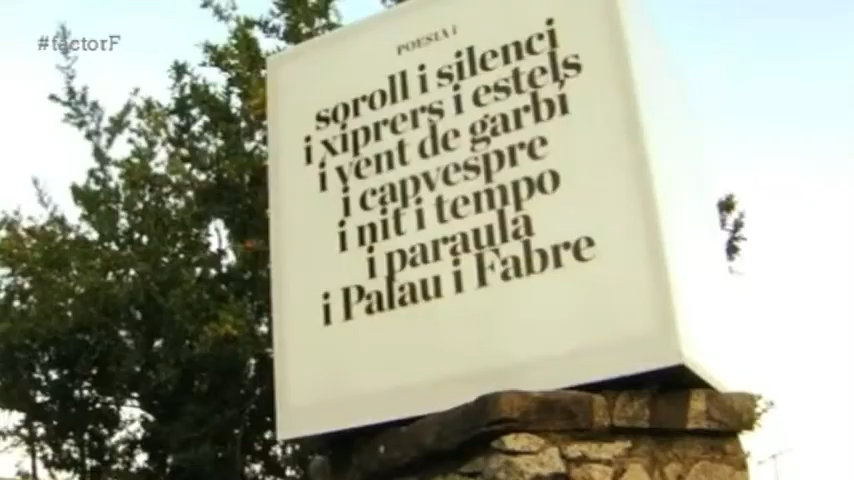 #factorF
POESIA i
soroll i silenci
i xiprers i estels
i vent de garbí
i capvespre
i nit i tempo
i paraula
i Palau i Fabre